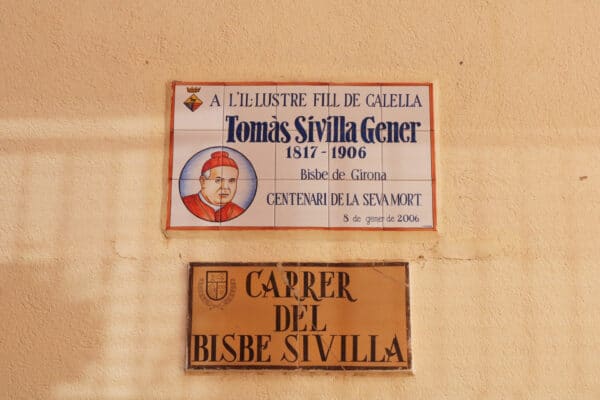 A L'IL·LUSTRE FILL DE CALELLA
Tomàs Sivilla Gener
1817 - 1906
Bisbe de Girona
CENTENARI DE LA SEVA MORT
8 de gener de 2006
CARRER
DEL
BISBE SIVILLA